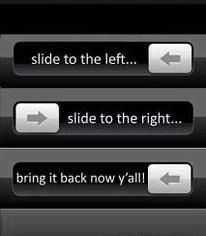 slide to the left...
slide to the right...
bring it back now y'all!